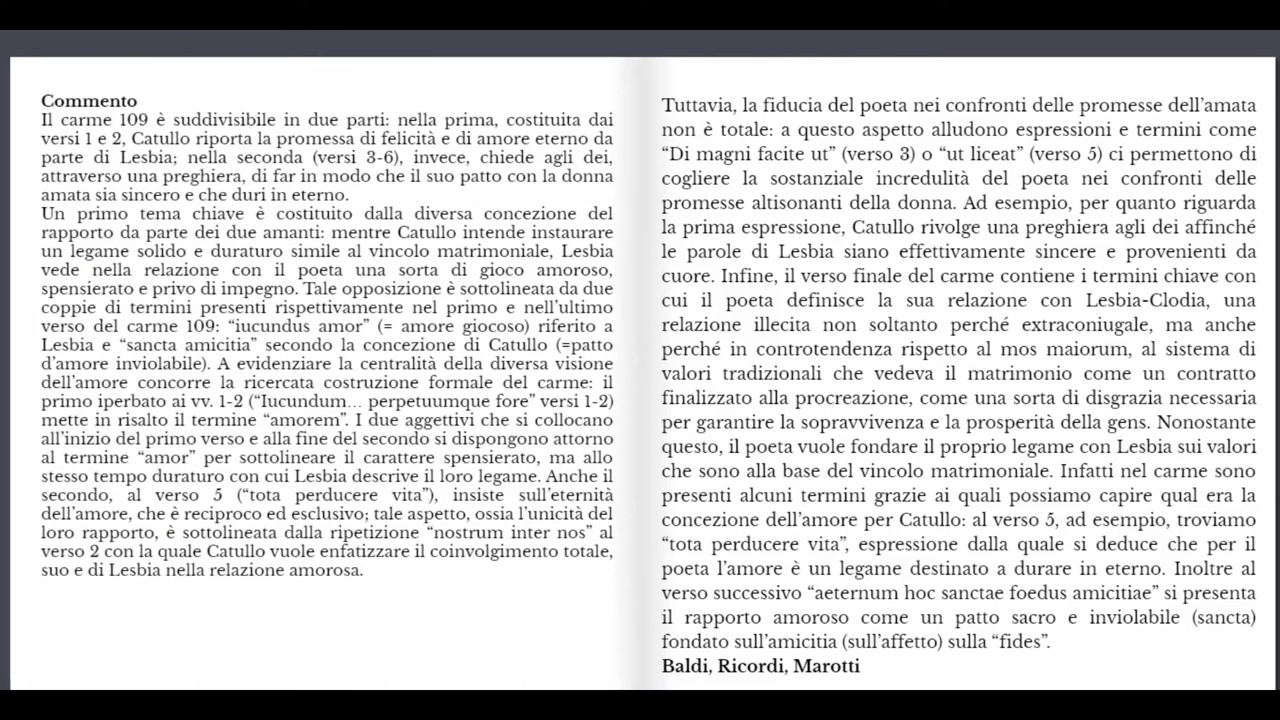 Commento
Il carme 109 è suddivisibile in due parti: nella prima, costituita dai
versi 1 e 2, Catullo riporta la promessa di felicità e di amore eterno da
parte di Lesbia; nella seconda (versi 3-6), invece, chiede agli dei,
attraverso una preghiera, di far in modo che il suo patto con la donna
amata sia sincero e che duri in eterno.
Un primo tema chiave è costituito dalla diversa concezione del
rapporto da parte dei due amanti: mentre Catullo intende instaurare
un legame solido e duraturo simile al vincolo matrimoniale, Lesbia
vede nella relazione con il poeta una sorta di gioco amoroso,
spensierato e privo di impegno. Tale opposizione è sottolineata da due
coppie di termini presenti rispettivamente nel primo e nell'ultimo
verso del carme 109: “iucundus amor” (= amore giocoso) riferito a
Lesbia e “sancta amicitia” secondo la concezione di Catullo (=patto
d'amore inviolabile). A evidenziare la centralità della diversa visione
dell'amore concorre la ricercata costruzione formale del carme: il
primo iperbato ai vv. 1-2 (“Iucundum… perpetuumque fore” versi 1-2)
mette in risalto il termine “amorem”. I due aggettivi che si collocano
all'inizio del primo verso e alla fine del secondo si dispongono attorno
al termine “amor” per sottolineare il carattere spensierato, ma allo
stesso tempo duraturo con cui Lesbia descrive il loro legame. Anche il
secondo, al verso 5 (“tota perducere vita”), insiste sull'eternità
dell'amore, che è reciproco ed esclusivo; tale aspetto, ossia l'unicità del
loro rapporto, è sottolineata dalla ripetizione “nostrum inter nos” al
verso 2 con la quale Catullo vuole enfatizzare il coinvolgimento totale,
suo e di Lesbia nella relazione amorosa.
Tuttavia, la fiducia del poeta nei confronti delle promesse dell'amata
non è totale: a questo aspetto alludono espressioni e termini come
“Di magni facite ut” (verso 3) o “ut liceat” (verso 5) ci permettono di
cogliere la sostanziale incredulità del poeta nei confronti delle
promesse altisonanti della donna. Ad esempio, per quanto riguarda
la prima espressione, Catullo rivolge una preghiera agli dei affinché
le parole di Lesbia siano effettivamente sincere e provenienti da
cuore. Infine, il verso finale del carme contiene i termini chiave con
cui il poeta definisce la sua relazione con Lesbia-Clodia, una
relazione illecita non soltanto perché extraconiugale, ma anche
perché in controtendenza rispetto al mos maiorum, al sistema di
valori tradizionali che vedeva il matrimonio come un contratto
finalizzato alla procreazione, come una sorta di disgrazia necessaria
per garantire la sopravvivenza e la prosperità della gens. Nonostante
questo, il poeta vuole fondare il proprio legame con Lesbia sui valori
che sono alla base del vincolo matrimoniale. Infatti nel carme sono
presenti alcuni termini grazie ai quali possiamo capire qual era la
concezione dell'amore per Catullo: al verso 5, ad esempio, troviamo
“tota perducere vita”, espressione dalla quale si deduce che per il
poeta l'amore è un legame destinato a durare in eterno. Inoltre al
verso successivo “aeternum hoc sanctae foedus amicitiae” si presenta
il rapporto amoroso come un patto sacro e inviolabile (sancta)
fondato sull'amicitia (sull'affetto) sulla “fides”.
Baldi, Ricordi, Marotti